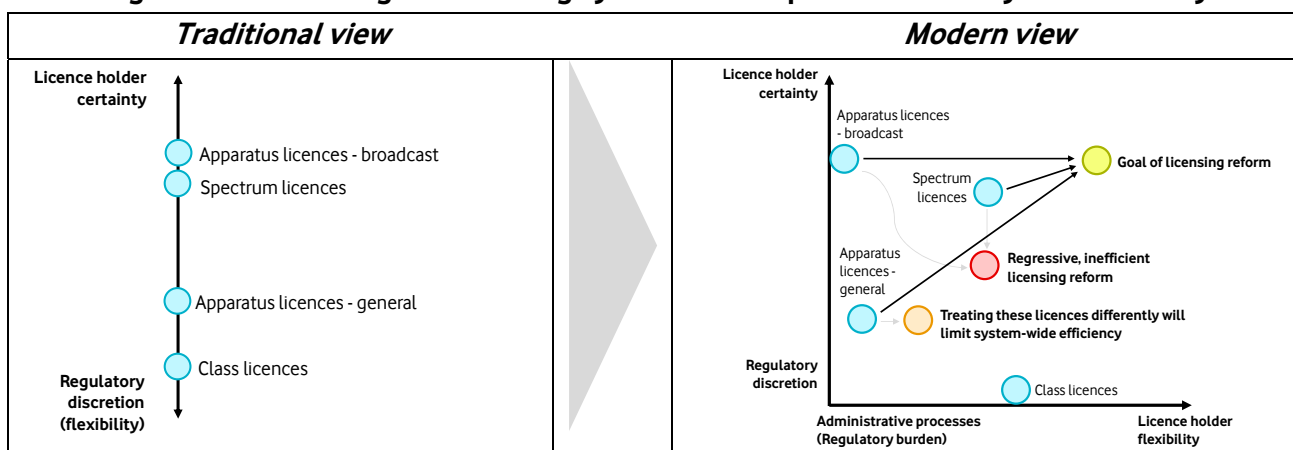 Traditional view
Modern view
Licence holder
certainty
Apparatus licences - broadcast
Spectrum licences
Apparatus licences - general
Class licences
Regulatory
discretion
(flexibility)
Licence holder
certainty
Apparatus licences
- broadcast
Goal of licensing reform
Spectrum
licences
Apparatus
licences -
general
Regressive, inefficient
licensing reform
Treating these licences differently will
limit system-wide efficiency
Regulatory
discretion
Class licences
Administrative processes
(Regulatory burden)
Licence holder
flexibility